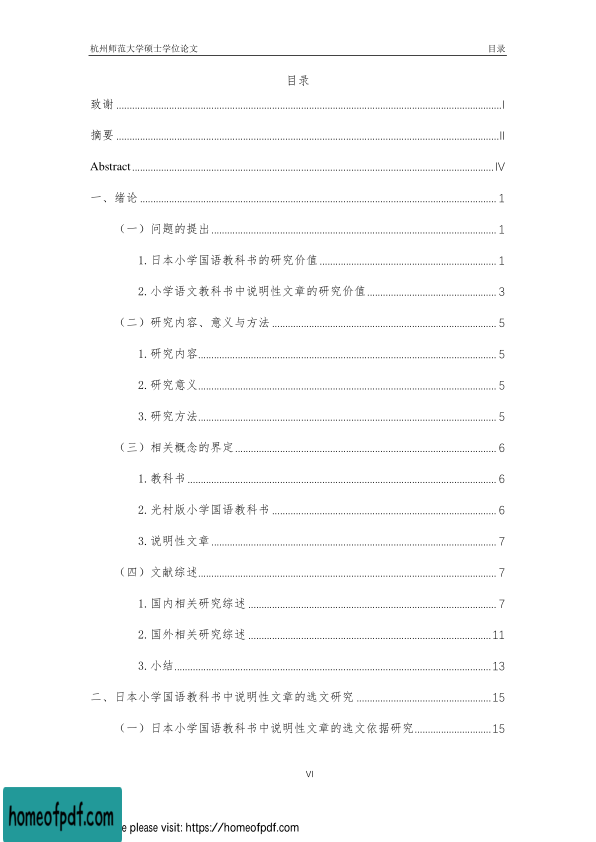 杭州师范大学硕士学位论文 目录
目录
致谢 ........ I
摘要 ........ II
Abstract ........ IV
一、绪论 ........ 1
（一）问题的提出 ........ 1
1.日本小学国语教科书的研究价值 ........ 1
2.小学语文教科书中说明性文章的研究价值 ........ 3
（二）研究内容、意义与方法 ........ 5
1.研究内容 ........ 5
2.研究意义 ........ 5
3.研究方法 ........ 5
（三）相关概念的界定 ........ 6
1.教科书 ........ 6
2.光村版小学国语教科书 ........ 6
3.说明性文章 ........ 7
（四）文献综述 ........ 7
1.国内相关研究综述 ........ 7
2.国外相关研究综述 ........ 11
3.小结 ........ 13
二、日本小学国语教科书中说明性文章的选文研究 ........ 15
（一）日本小学国语教科书中说明性文章的选文依据研究 ........ 15
VI
homeofpdf.com
e please visit: https://homeofpdf.com